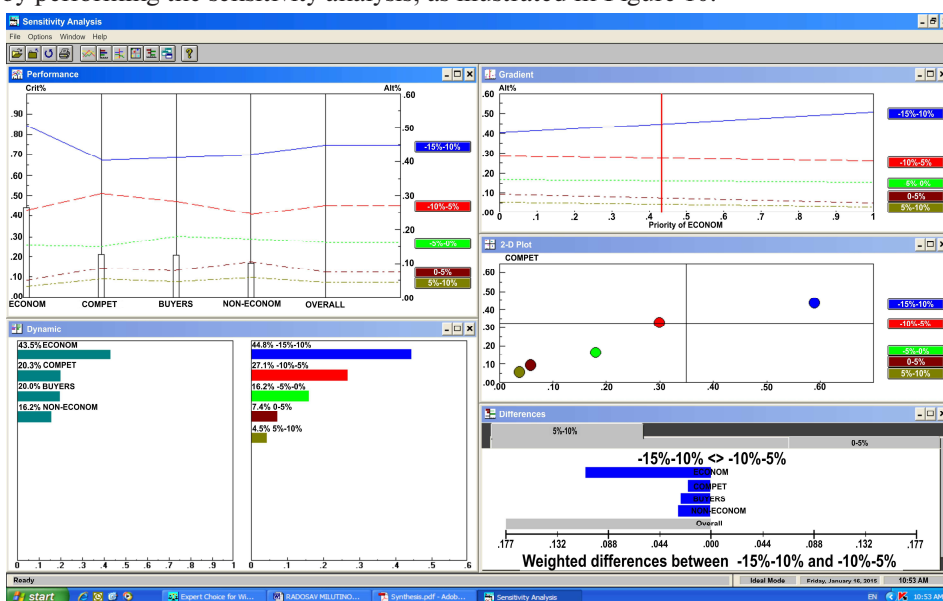 by performing the sensitivity analysis, as illustrated in Figure 10.
Sensitivity Analysis
File Options Window Help
Performance
Crit% Alt%
.60
.90
.50
.80
-15%-10%
.70
.40
.60
.50
.30
-10%-5%
.40
.30
.20
-5%-0%
.20
.10
0-5%
.10
5%-10%
.00 .00
ECONOM COMPET BUYERS NON-ECONOM OVERALL
Gradient
.60 Alt%
.50
-15%-10%
.40
.30
-10%-5%
.20
.10
0-5%
.00
5%-10%
0 .1 .2 .3 .4 .5 .6 .7 .8 .9 1
Priority of ECONOM
2-D Plot
COMPET
.60
.50
-15%-10%
.40
.30
-10%-5%
.20
-5%-0%
.10
0-5%
.00
5%-10%
.00 .10 .20 .30 .40 .50 .60
Dynamic
43.5% ECONOM
20.3% COMPET
20.0% BUYERS
16.2% NON-ECONOM
0 .1 .2 .3 .4 .5 .6 .7 .8 .9 1
44.8% -15%-10%
27.1% -10%-5%
16.2% -5%-0%
7.4% 0-5%
4.5% 5%-10%
0 .1 .2 .3 .4 .5 .6
Differences
5%-10%
0-5%
-15%-10% <> -10%-5%
ECONOM
COMPET
BUYERS
NON-ECONOM
Overall
.177 .132 .088 .044 .000 .044 .088 .132 .177
Weighted differences between -15%-10% and -10%-5%
Ready
Ideal Mode Friday, January 16, 2015 10:53 AM
start
Expert Choice for Wi...
RADOSAV MILUTINO...
Synthesis.pdf - Adob...
Sensitivity Analysis
EN
10:53 AM